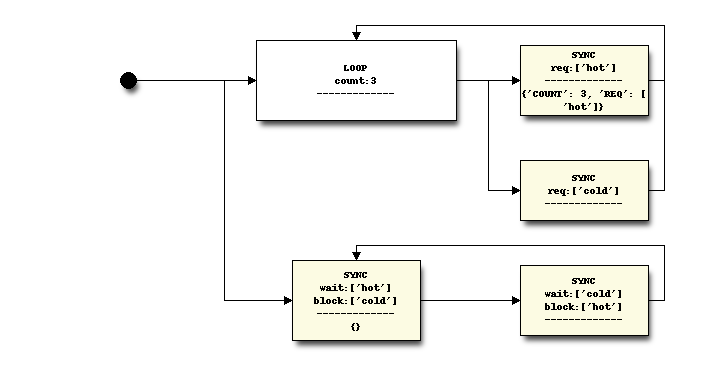 LOOP
count:3
-------------
SYNC
req:['hot']
-------------
{'COUNT': 3, 'REQ': [
'hot']}
SYNC
req:['cold']
-------------
SYNC
wait:['hot']
block:['cold']
-------------
{}
SYNC
wait:['cold']
block:['hot']
-------------